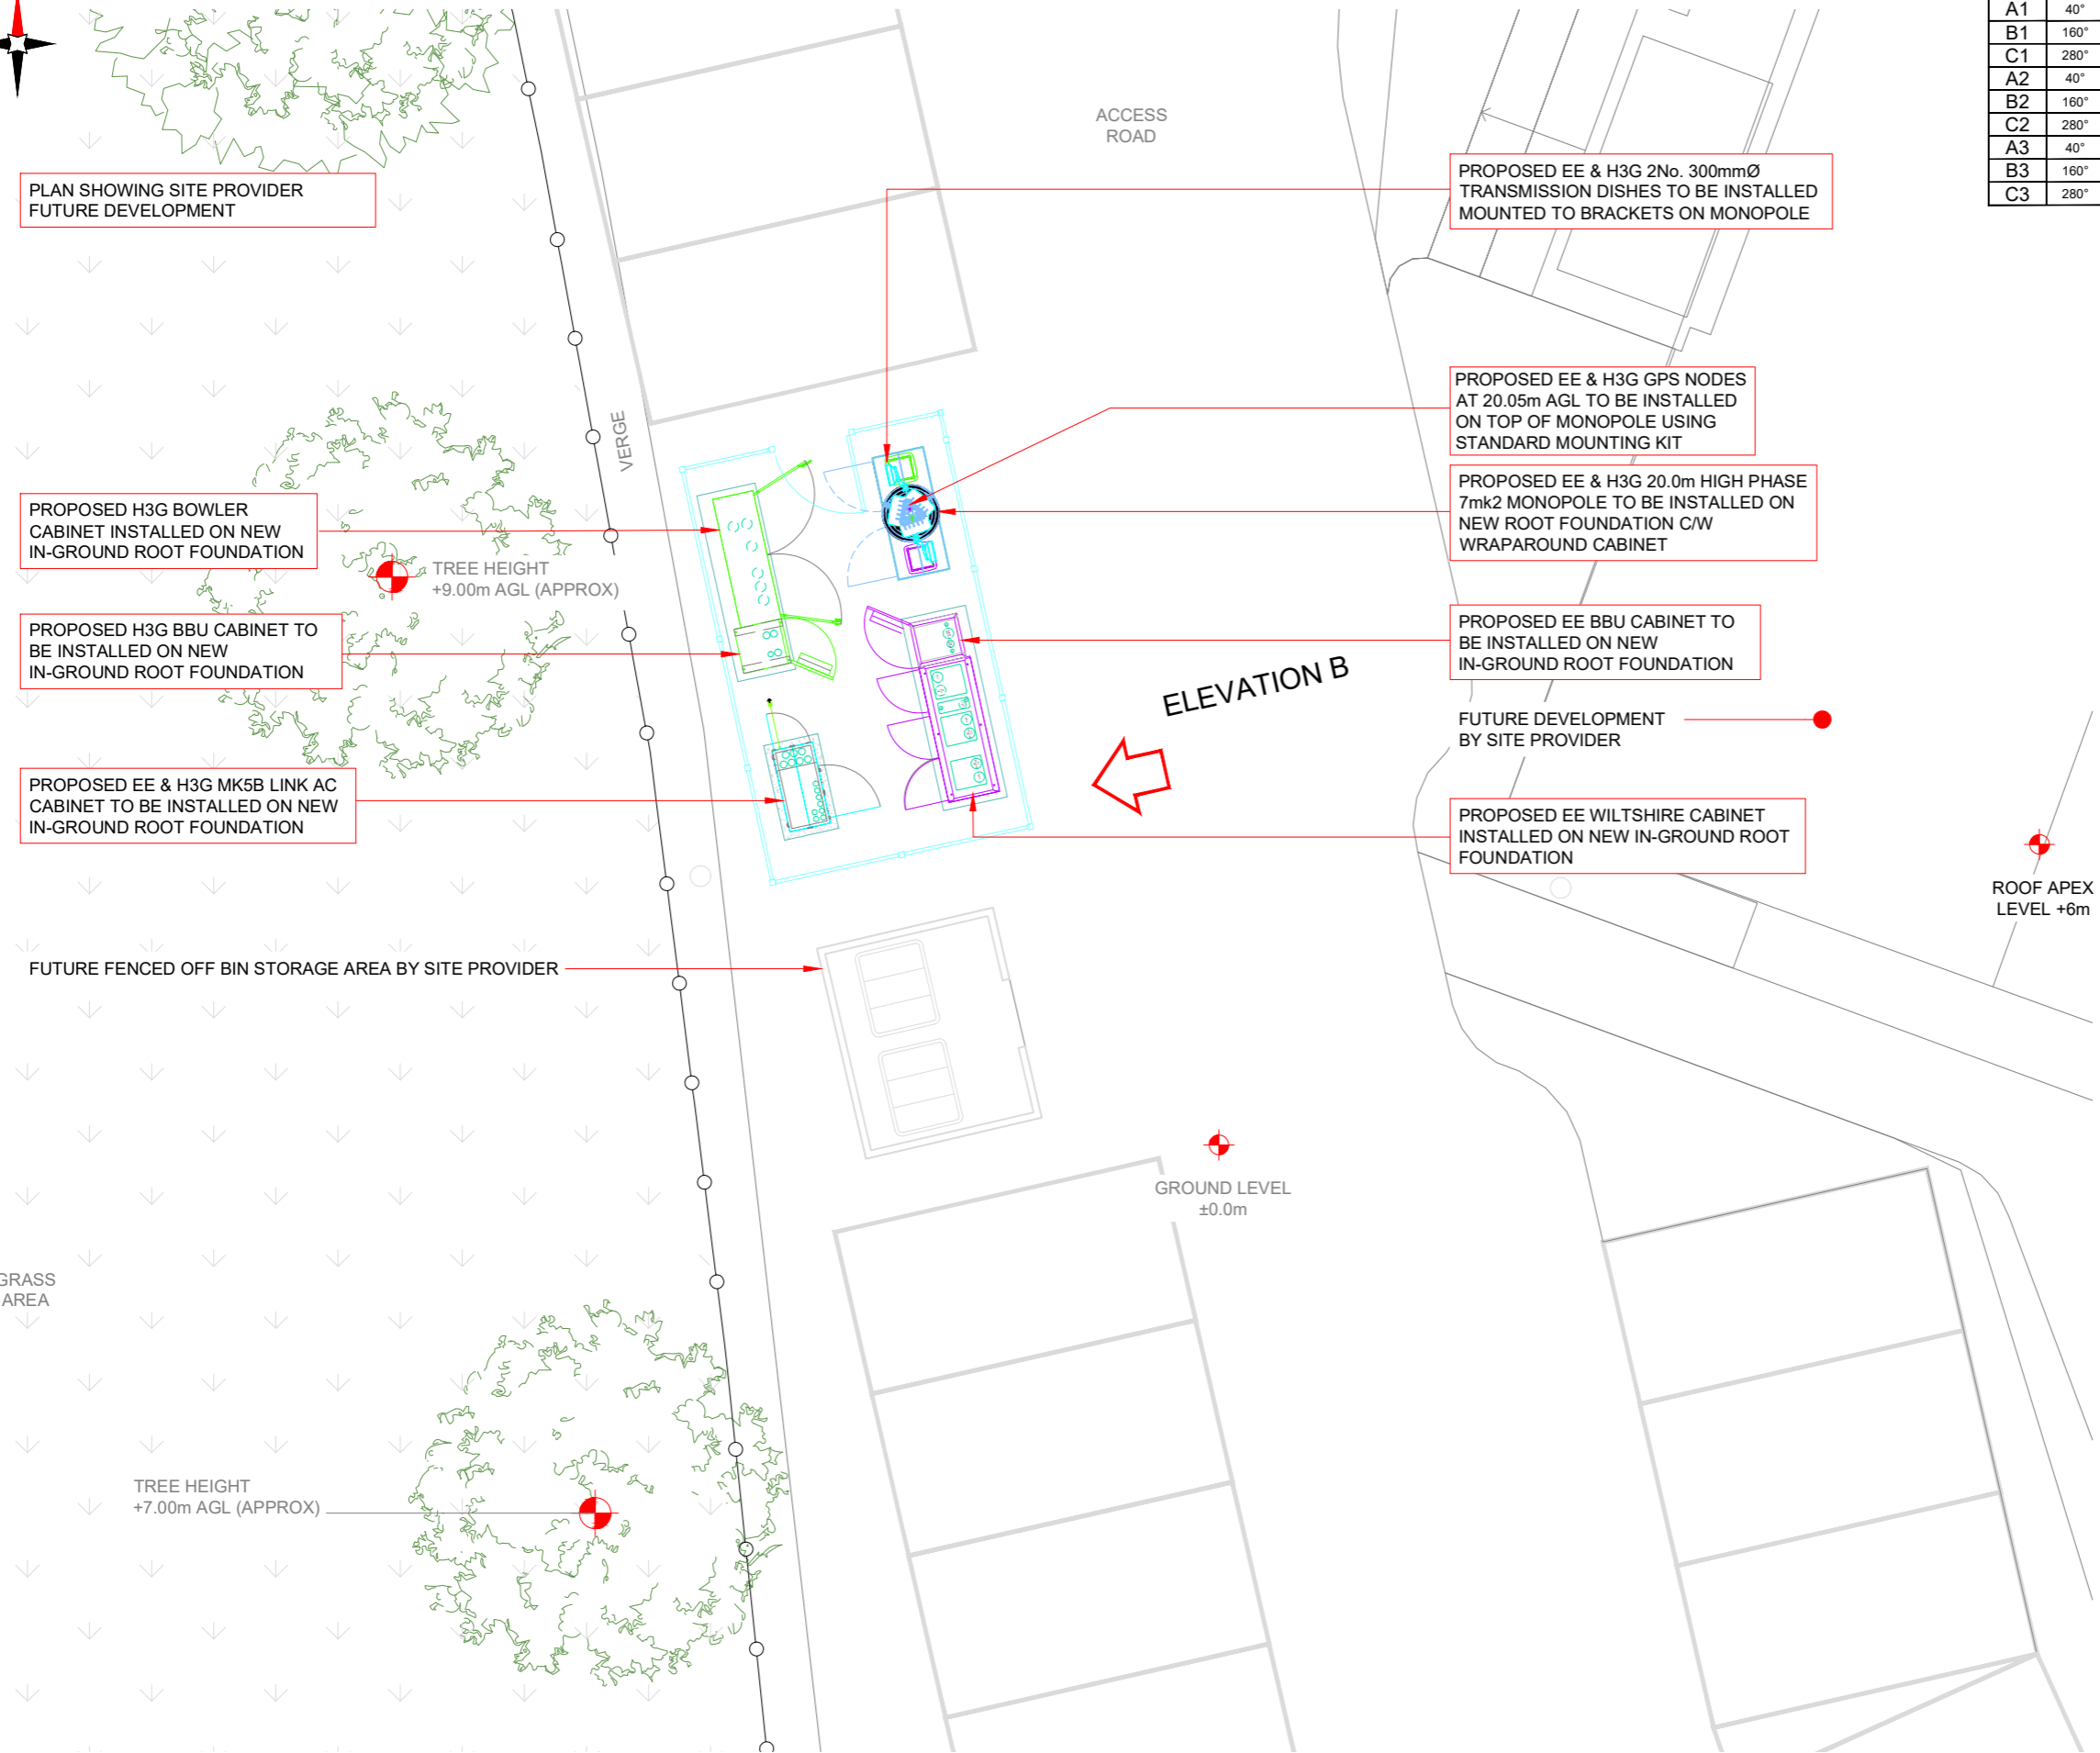 A1 40°
B1 160°
C1 280°
A2 40°
B2 160°
C2 280°
A3 40°
B3 160°
C3 280°
ACCESS
ROAD
PLAN SHOWING SITE PROVIDER
FUTURE DEVELOPMENT
PROPOSED EE & H3G 2No. 300mmØ
TRANSMISSION DISHES TO BE INSTALLED
MOUNTED TO BRACKETS ON MONOPOLE
PROPOSED EE & H3G GPS NODES
AT 20.05m AGL TO BE INSTALLED
ON TOP OF MONOPOLE USING
STANDARD MOUNTING KIT
VERGE
PROPOSED EE & H3G 20.0m HIGH PHASE
7mk2 MONOPOLE TO BE INSTALLED ON
NEW ROOT FOUNDATION C/W
WRAPAROUND CABINET
PROPOSED H3G BOWLER
CABINET INSTALLED ON NEW
IN-GROUND ROOT FOUNDATION
TREE HEIGHT
+9.00m AGL (APPROX)
PROPOSED H3G BBU CABINET TO
BE INSTALLED ON NEW
IN-GROUND ROOT FOUNDATION
PROPOSED EE BBU CABINET TO
BE INSTALLED ON NEW
IN-GROUND ROOT FOUNDATION
ELEVATION B
FUTURE DEVELOPMENT
BY SITE PROVIDER
PROPOSED EE & H3G MK5B LINK AC
CABINET TO BE INSTALLED ON NEW
IN-GROUND ROOT FOUNDATION
PROPOSED EE WILTSHIRE CABINET
INSTALLED ON NEW IN-GROUND ROOT
FOUNDATION
ROOF APEX
LEVEL +6m
FUTURE FENCED OFF BIN STORAGE AREA BY SITE PROVIDER
GROUND LEVEL
±0.0m
GRASS
AREA
TREE HEIGHT
+7.00m AGL (APPROX)